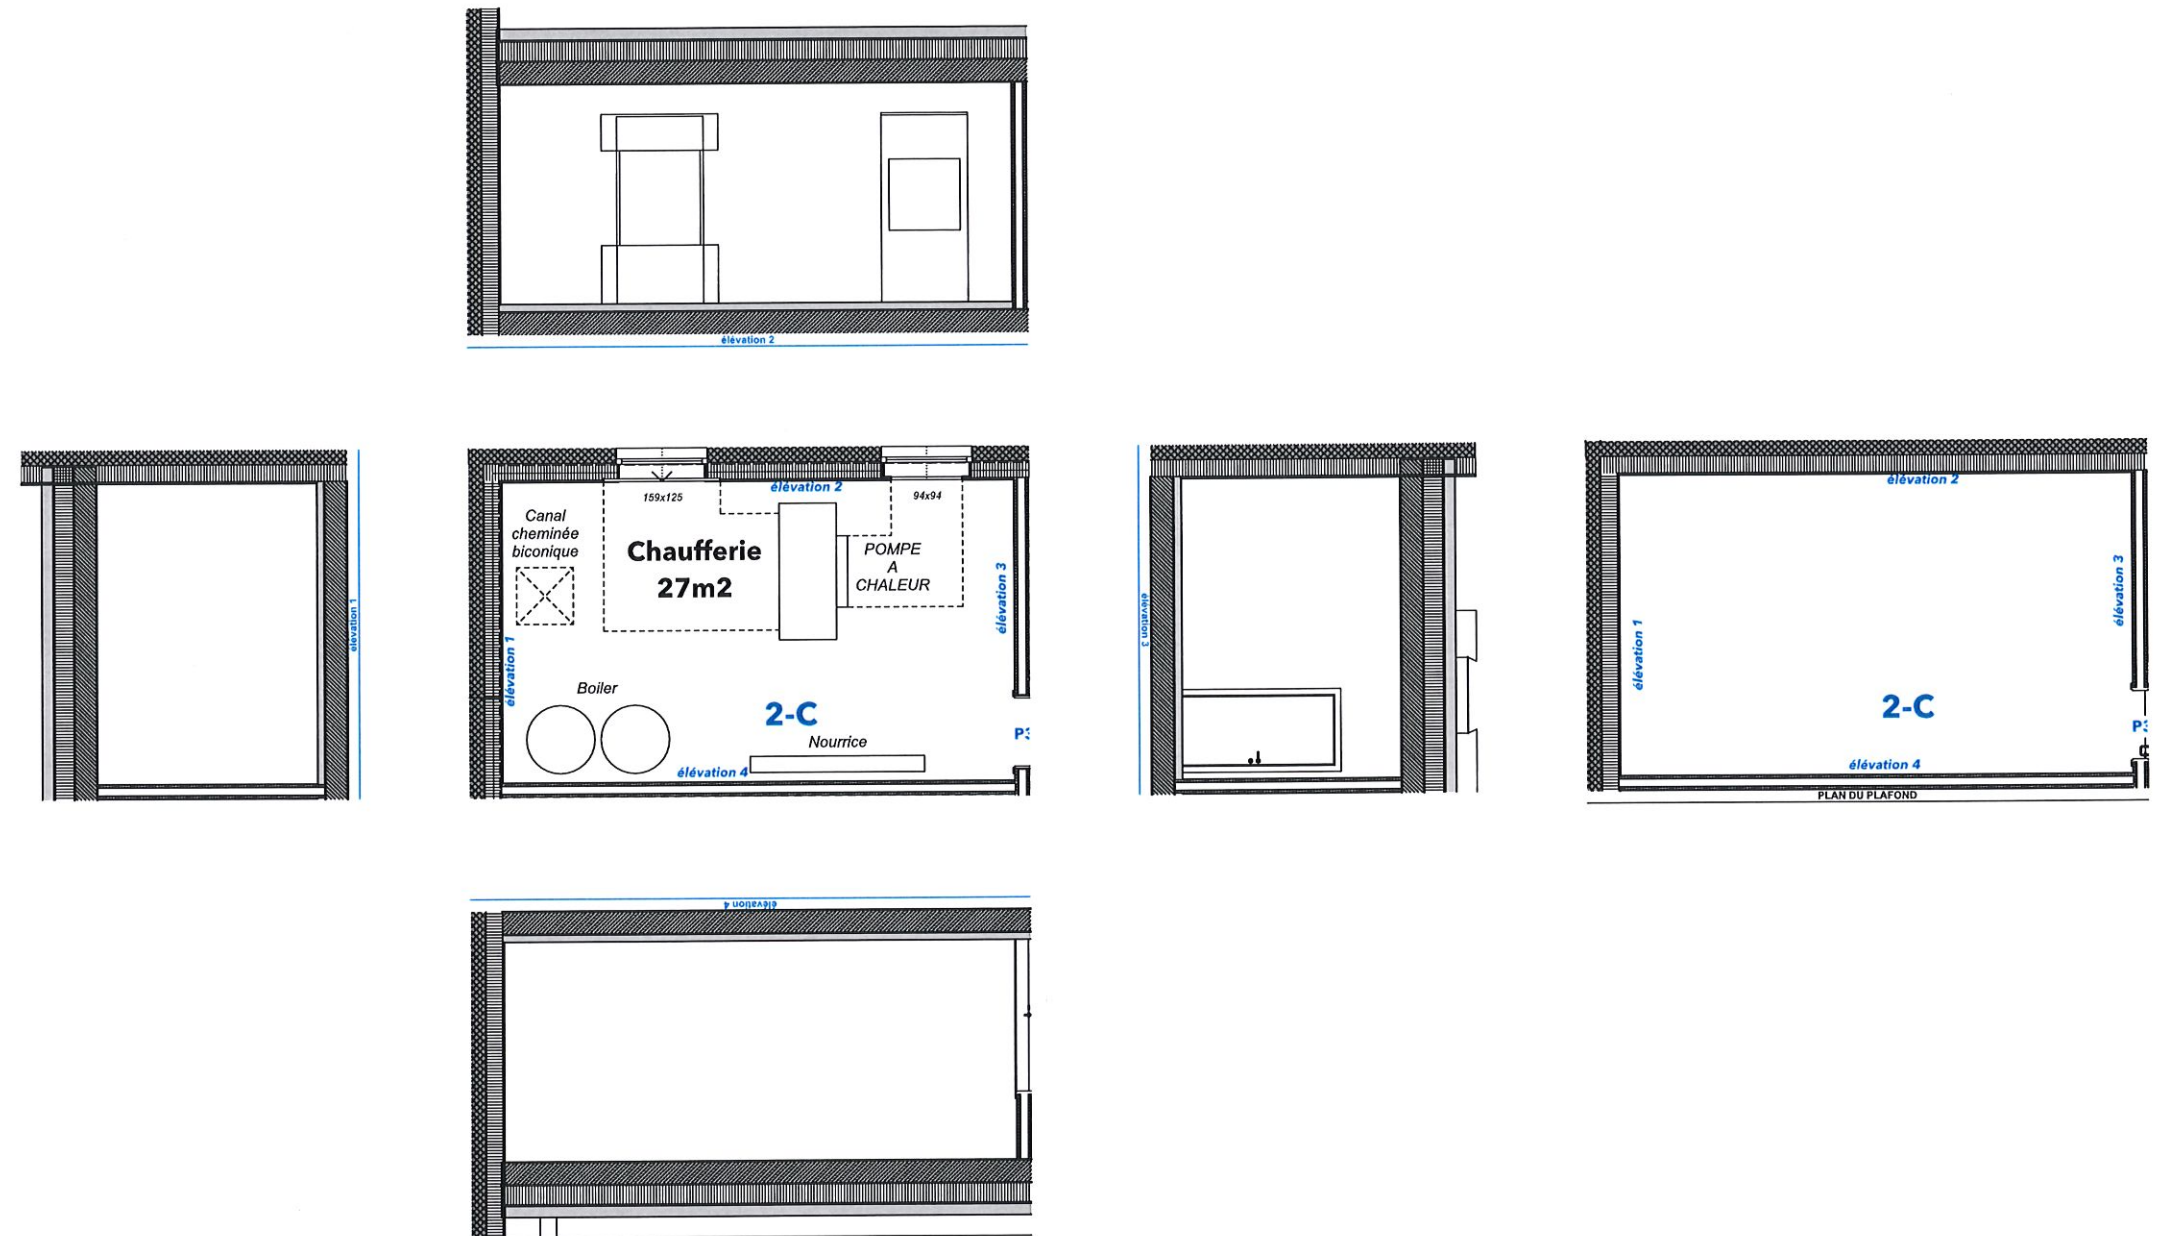 élévation 2
élévation 1
159x125
élévation 2
94x94
Canal
cheminée
biconique
Chaufferie
27m2
POMPE
A
CHALEUR
élévation 3
élévation 1
Boiler
2-C
Nourrice
élévation 4
élévation 3
élévation 2
élévation 3
élévation 1
2-C
élévation 4
PLAN DU PLAFOND
élévation 4